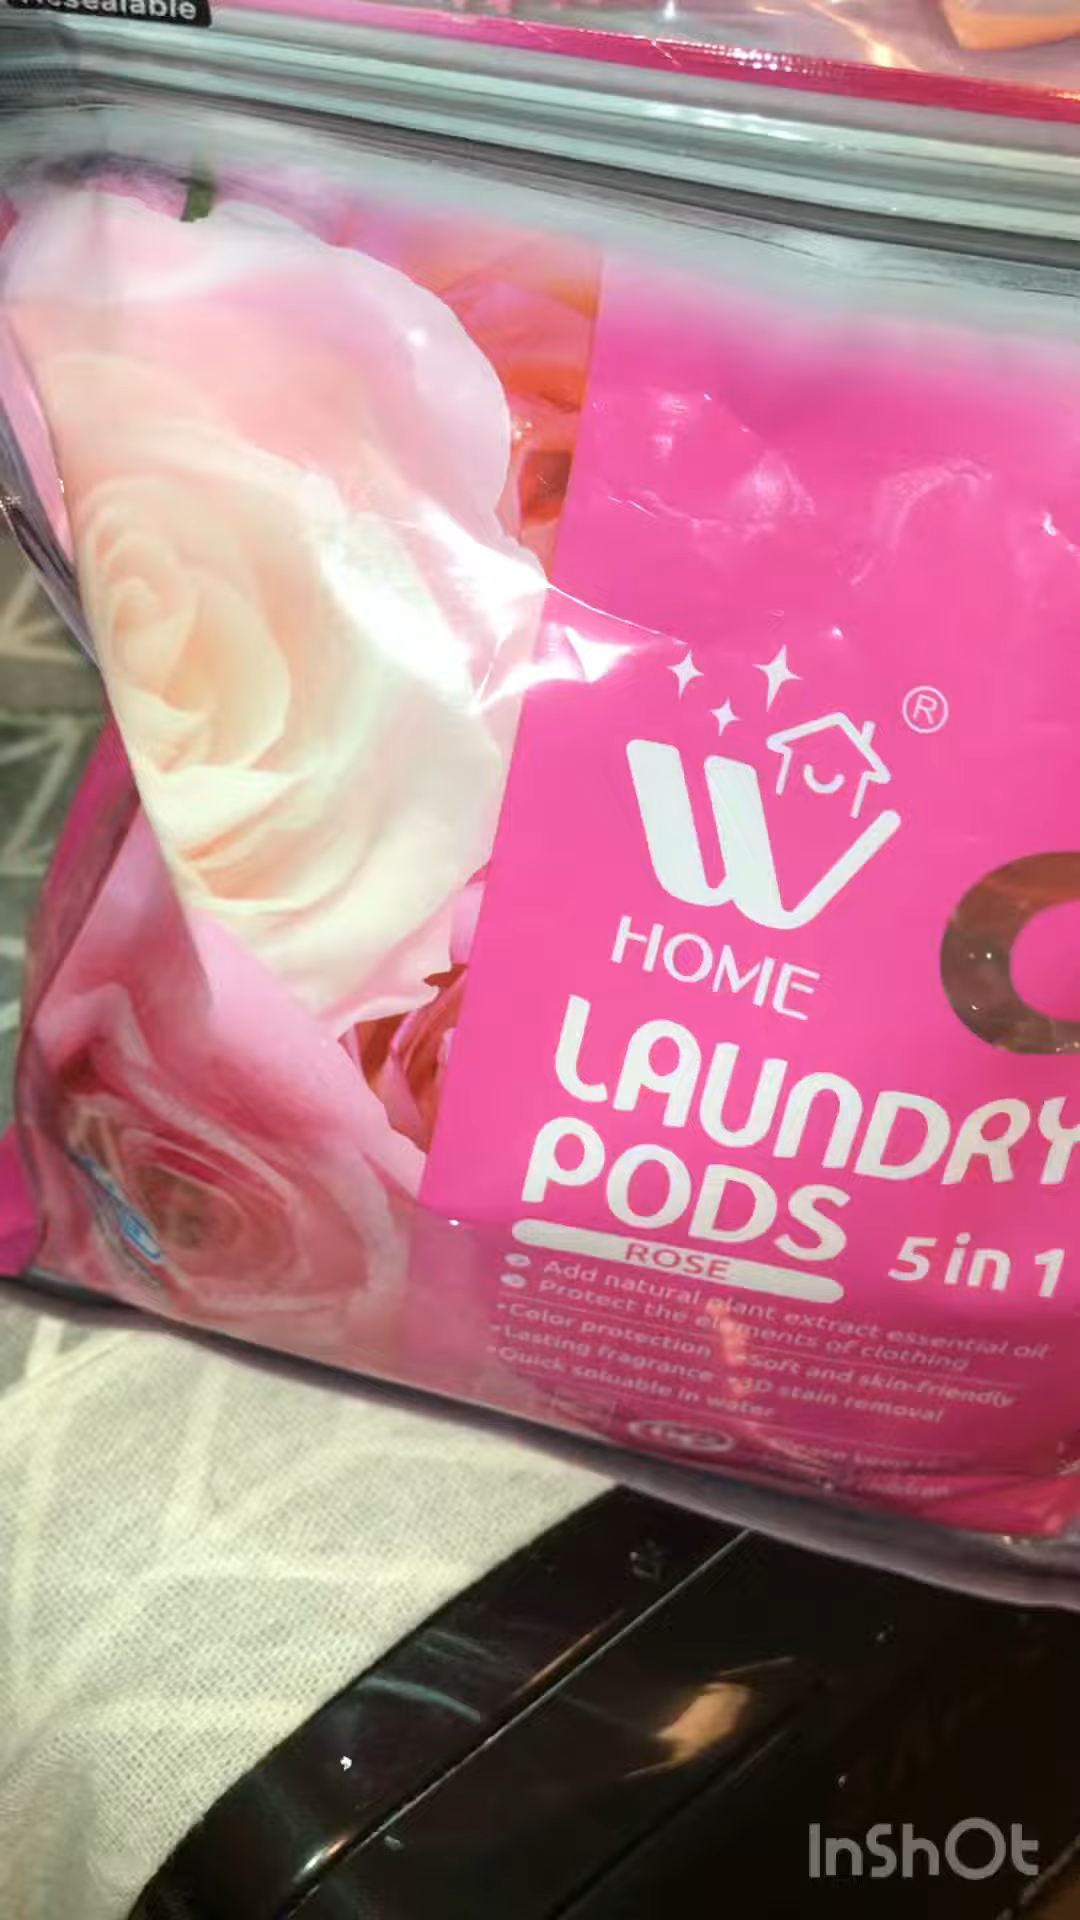 Resealable
®
W
HOME
LAUNDRY
PODS
5 in 1
ROSE
Add natural plant extract essential oil
Protect the elements of clothing
•Color protection •soft and skin-friendly
•Lasting fragrance •3D stain removal
•Quick soluable in water
children
InShOt